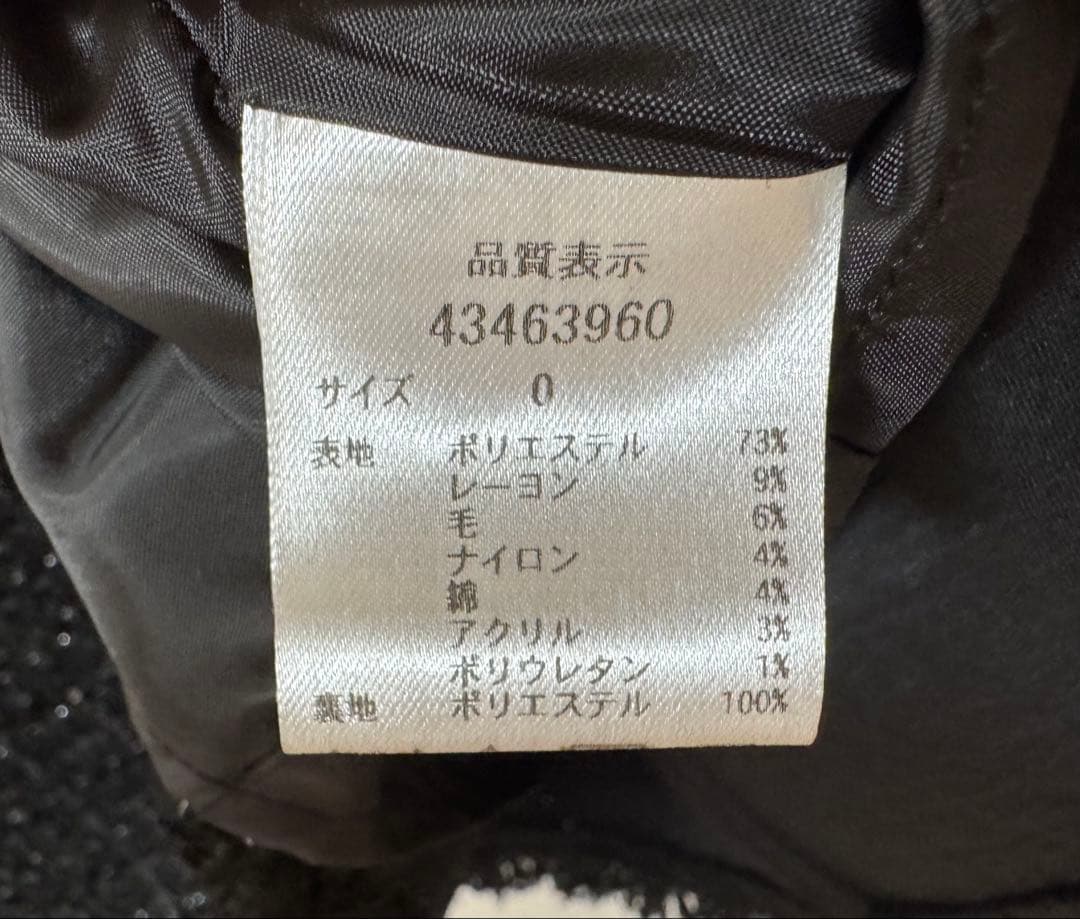 品質表示
43463960
サイズ 0
表地 ポリエステル 73%
レーヨン 9%
毛 6%
ナイロン 4%
綿 4%
アクリル 3%
ポリウレタン 1%
裏地 ポリエステル 100%